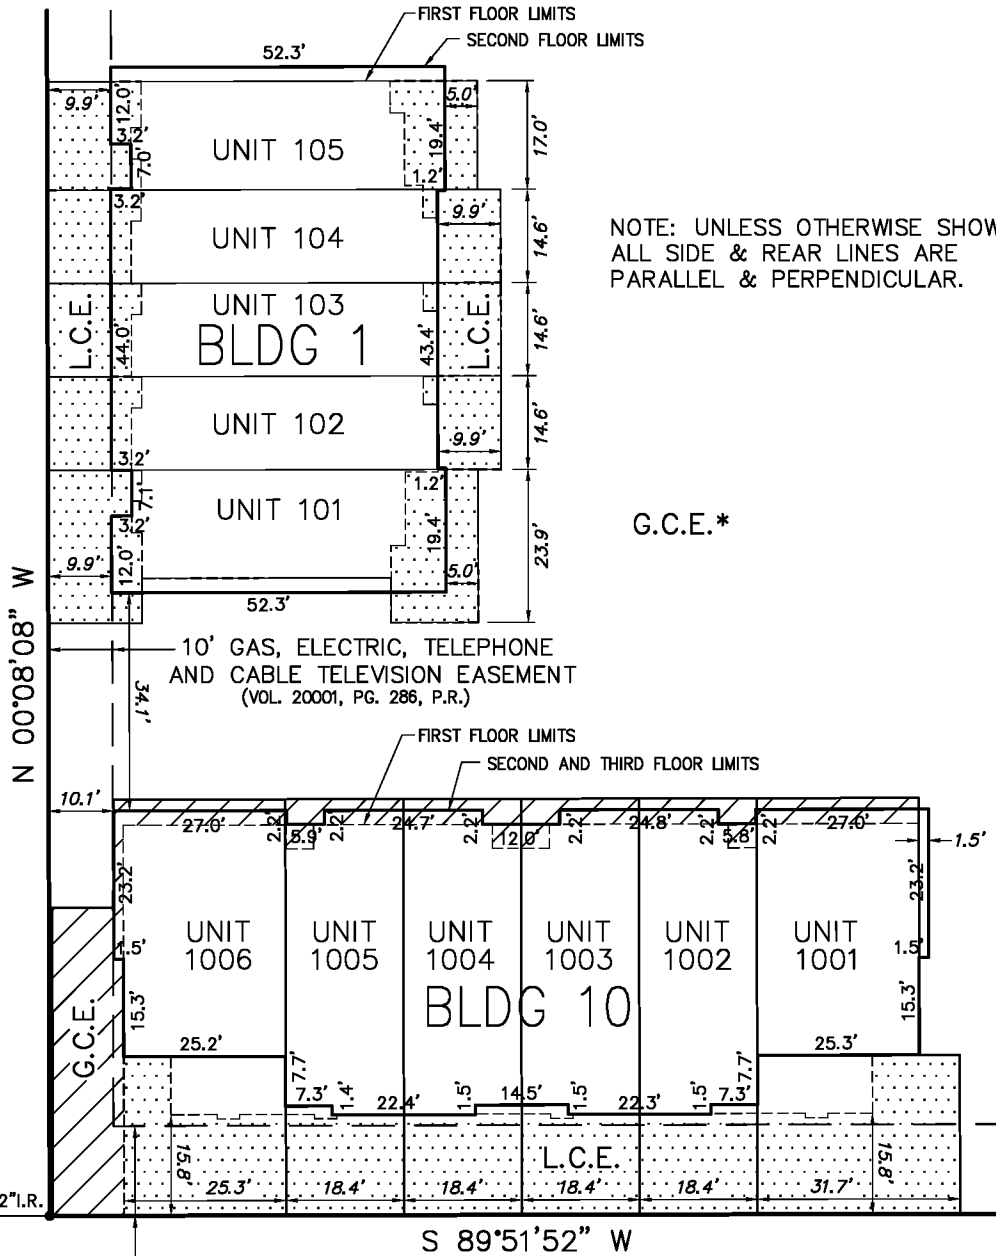 FIRST FLOOR LIMITS
SECOND FLOOR LIMITS
52.3'
9.9'
12.0'
5.0'
3.2'
7.0'
UNIT 105
19.4'
17.0'
1.2'
3.2'
9.9'
UNIT 104
14.6'
NOTE: UNLESS OTHERWISE SHOW
ALL SIDE & REAR LINES ARE
PARALLEL & PERPENDICULAR.
UNIT 103
L.C.E.
44.0'
BLDG 1
43.4'
L.C.E.
14.6'
UNIT 102
14.6'
3.2'
9.9'
7.1'
UNIT 101
1.2'
3.2'
19.4'
23.9'
G.C.E.*
9.9'
12.0'
5.0'
52.3'
N 00°08'08" W
10' GAS, ELECTRIC, TELEPHONE
AND CABLE TELEVISION EASEMENT
(VOL. 20001, PG. 286, P.R.)
34.1'
FIRST FLOOR LIMITS
SECOND AND THIRD FLOOR LIMITS
10.1'
27.0'
2.2'
5.9'
2.2'
24.7'
2.2'
12.0'
2.2'
24.8'
2.2'
5.8'
2.2'
27.0'
1.5'
23.2'
23.2'
UNIT
1006
UNIT
1005
UNIT
1004
UNIT
1003
UNIT
1002
UNIT
1001
1.5'
1.5'
BLDG 10
15.3'
15.3'
G.C.E.
25.2'
25.3'
7.7'
7.3'
1.4'
22.4'
1.5'
14.5'
1.5'
22.3'
1.5'
7.3'
7.7'
15.8'
L.C.E.
15.8'
25.3'
18.4'
18.4'
18.4'
18.4'
31.7'
2"I.R.
S 89°51'52" W